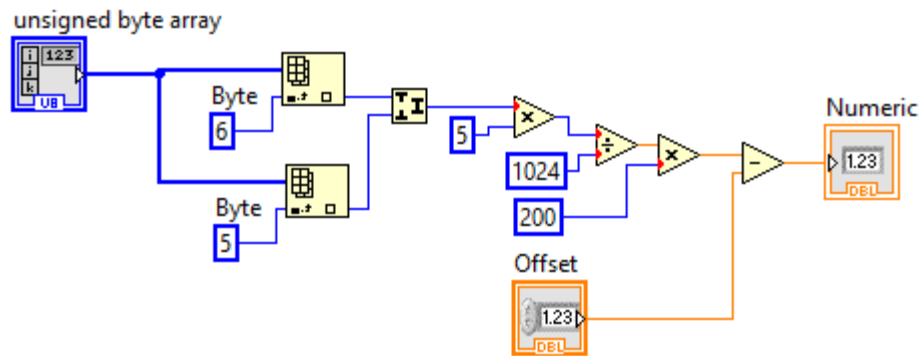 unsigned byte array
i
j
k
123
U8
Byte
6
Byte
5
5
1024
200
Numeric
1.23
DBL
Offset
1.23
DBL